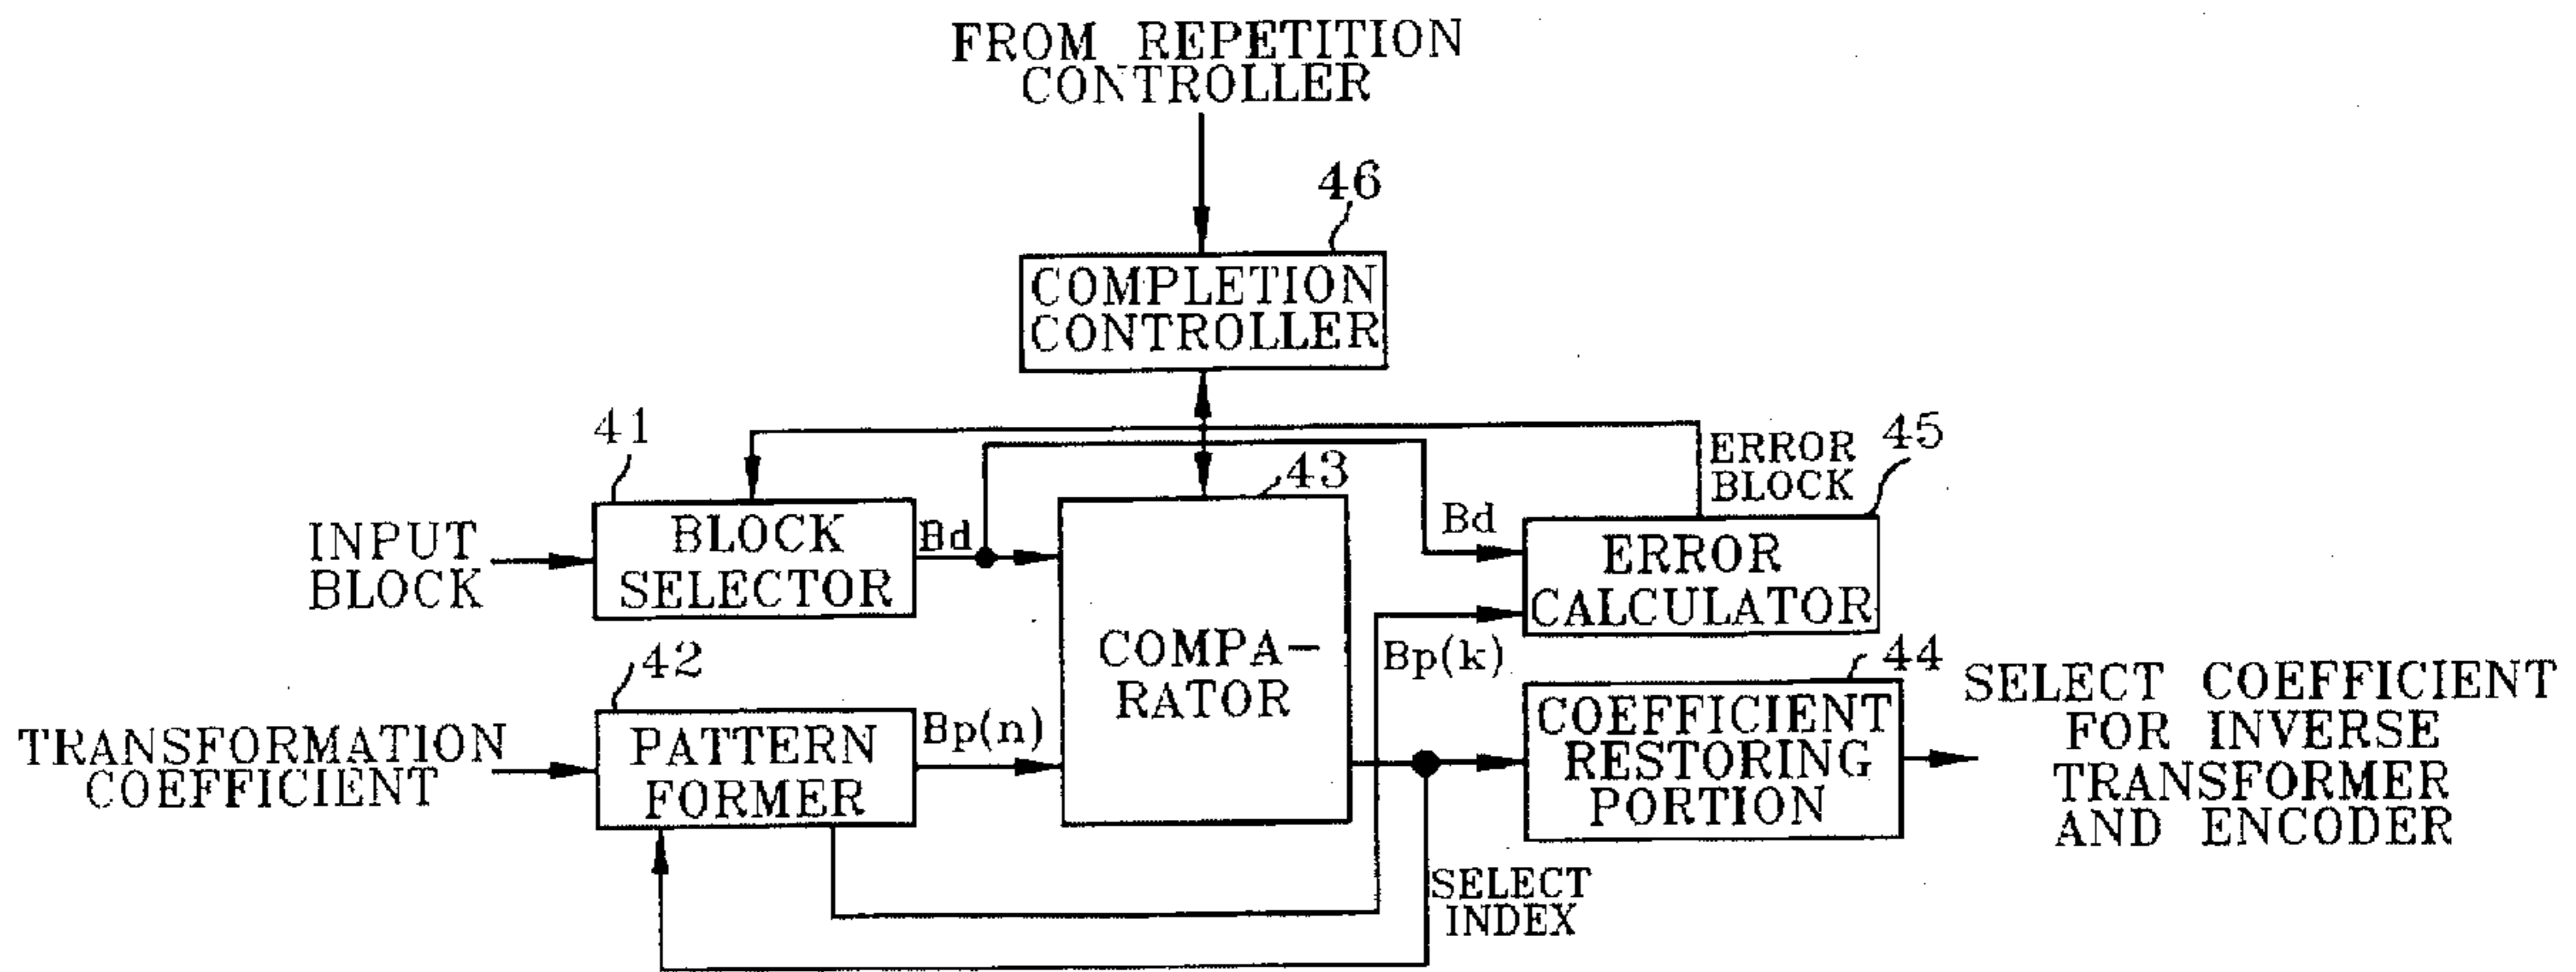 FROM REPETITION
CONTROLLER
46
COMPLETION
CONTROLLER
41
INPUT
BLOCK
BLOCK
SELECTOR
Bd
43
COMPA-
RATOR
Bd
ERROR
BLOCK
45
ERROR
CALCULATOR
TRANSFORMATION
COEFFICIENT
42
PATTERN
FORMER
Bp(n)
Bp(k)
44
COEFFICIENT
RESTORING
PORTION
SELECT COEFFICIENT
FOR INVERSE
TRANSFORMER
AND ENCODER
SELECT
INDEX